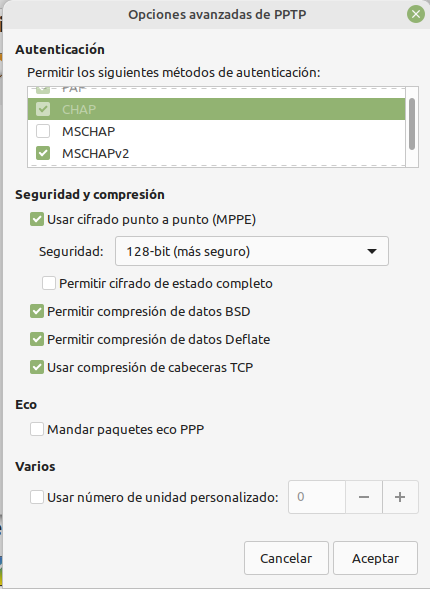 Opciones avanzadas de PPTP
Autenticación
Permitir los siguientes métodos de autenticación:
PAP
CHAP
MSCHAP
MSCHAPv2
Seguridad y compresión
Usar cifrado punto a punto (MPPE)
Seguridad: 128-bit (más seguro)
Permitir cifrado de estado completo
Permitir compresión de datos BSD
Permitir compresión de datos Deflate
Usar compresión de cabeceras TCP
Eco
Mandar paquetes eco PPP
Varios
Usar número de unidad personalizado: 0
Cancelar Aceptar